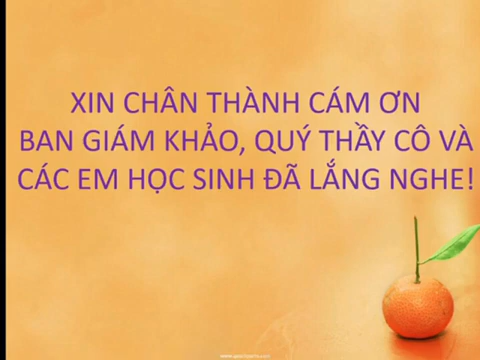 XIN CHÂN THÀNH CÁM ƠN
BAN GIÁM KHẢO, QUÝ THẦY CÔ VÀ
CÁC EM HỌC SINH ĐÃ LẮNG NGHE!